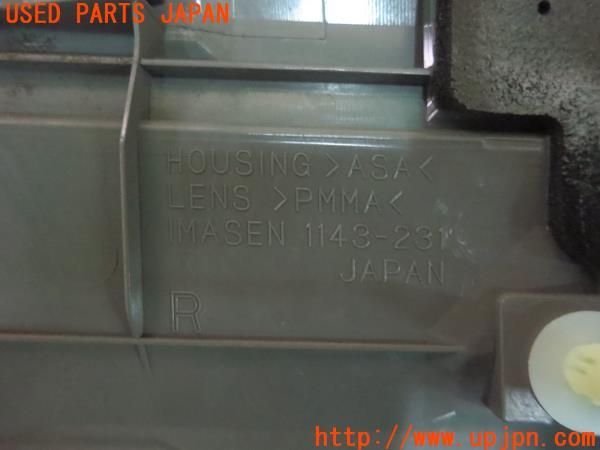 USED PARTS JAPAN
HOUSING >ASA<
LENS >PMMA<
IMASEN 1143-231
JAPAN
R
http://www.upjpn.com/